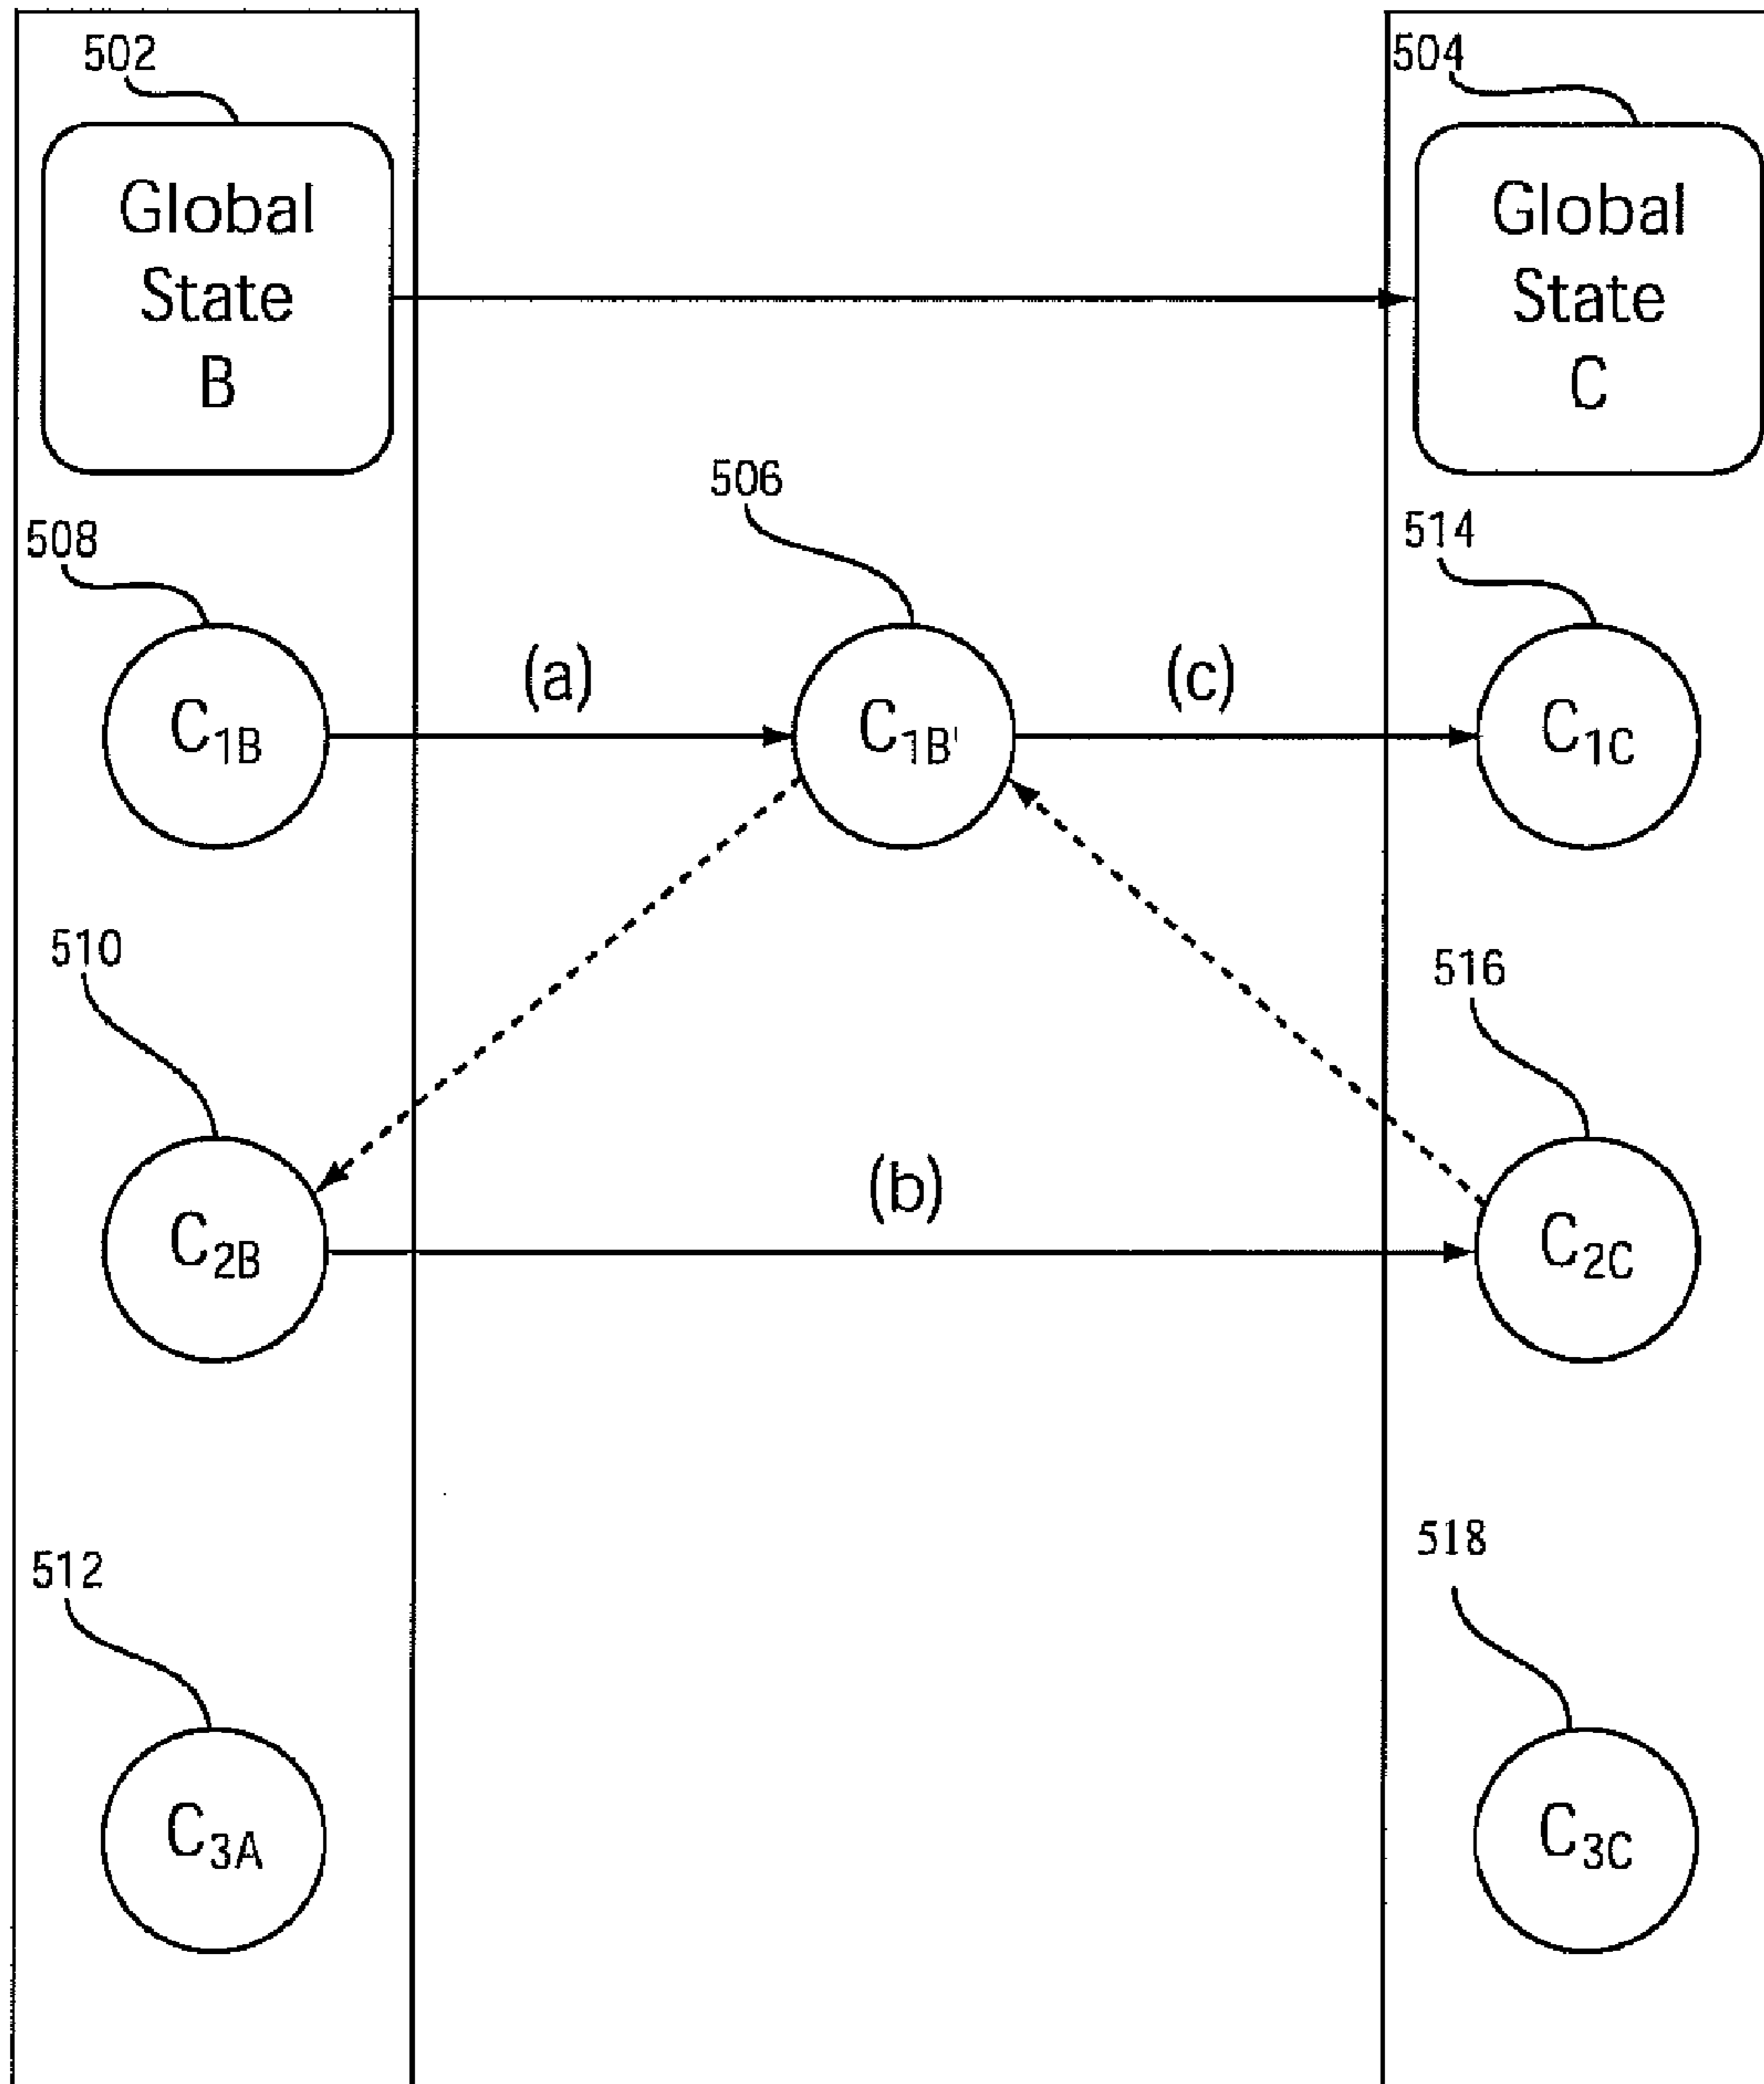 502
504
Global
State
B
Global
State
C
506
508
514
(a)
(c)
C1B
C1B'
C1C
510
516
(b)
C2B
C2C
512
518
C3A
C3C